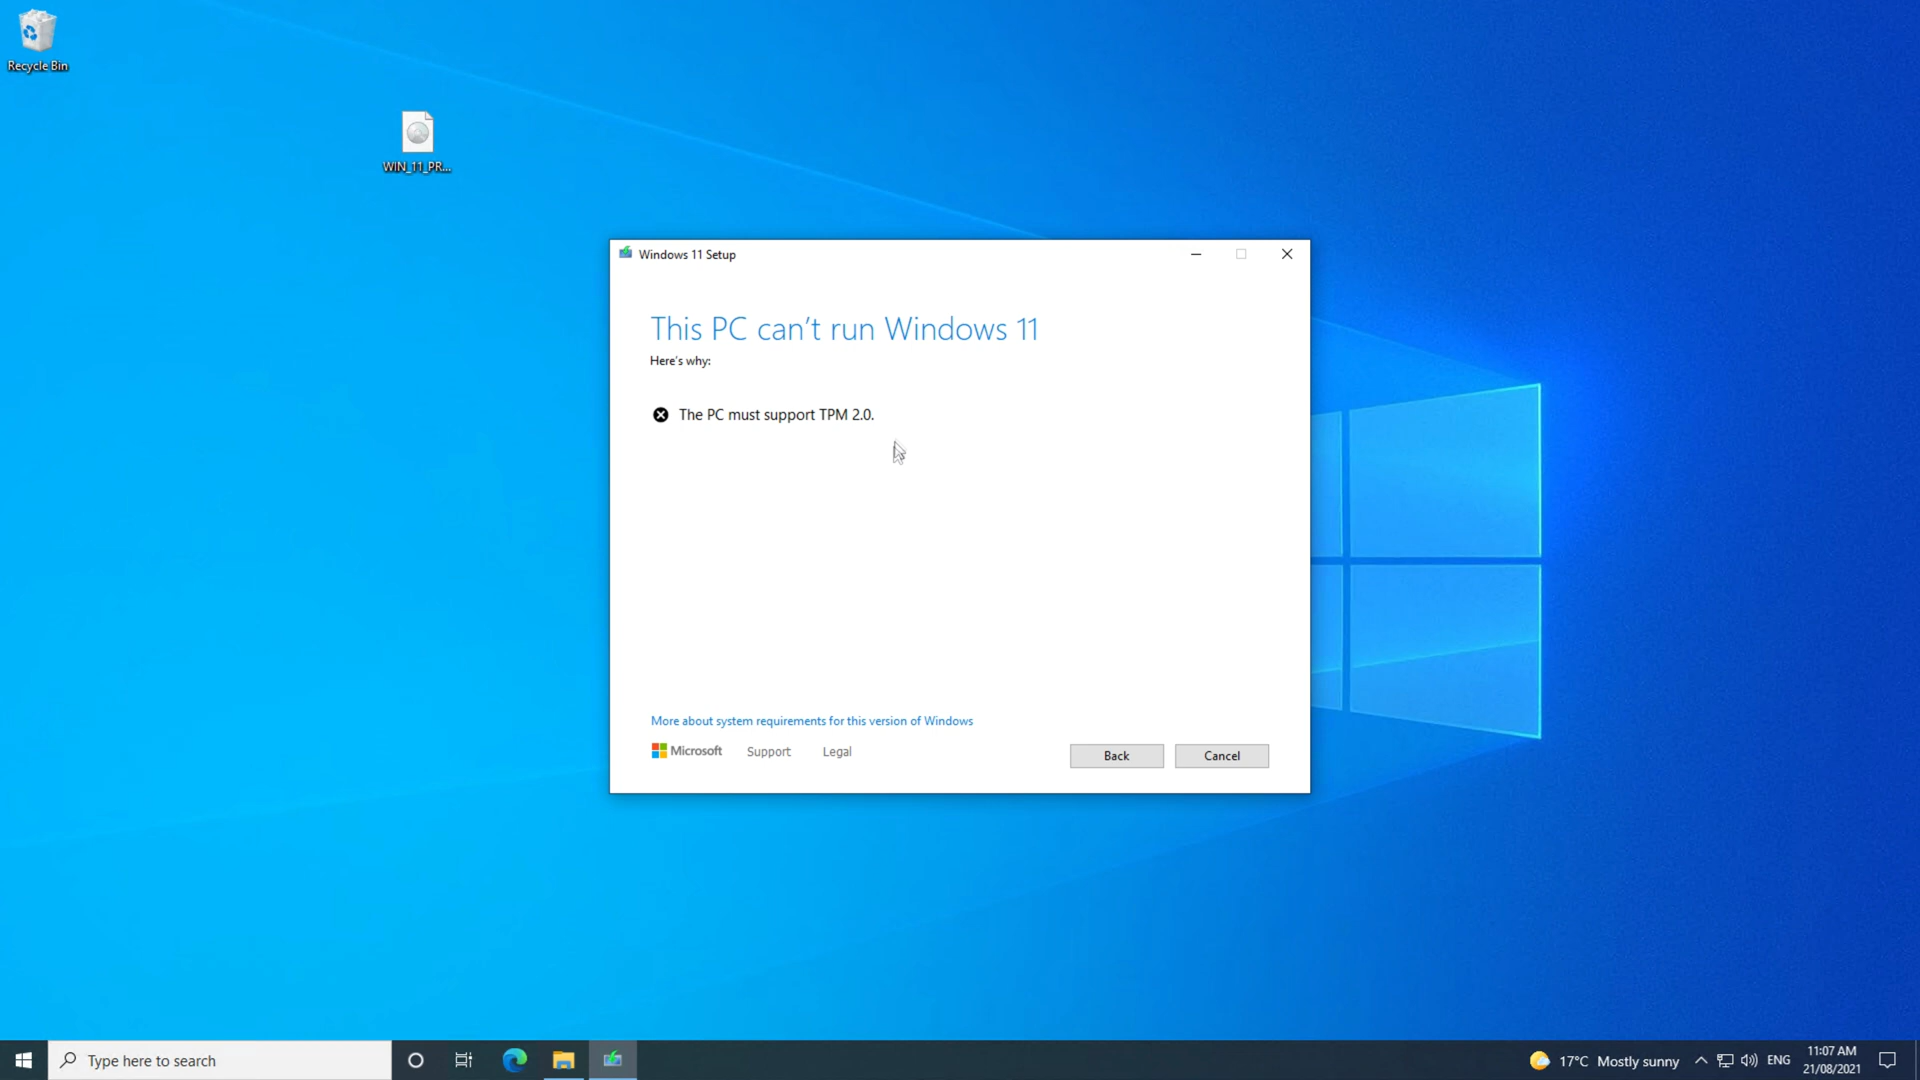 Recycle Bin
WIN_11_PR...
Windows 11 Setup
This PC can't run Windows 11
Here's why:
The PC must support TPM 2.0.
More about system requirements for this version of Windows
Microsoft Support Legal
Back Cancel
Type here to search
17°C Mostly sunny
ENG
11:07 AM
21/08/2021